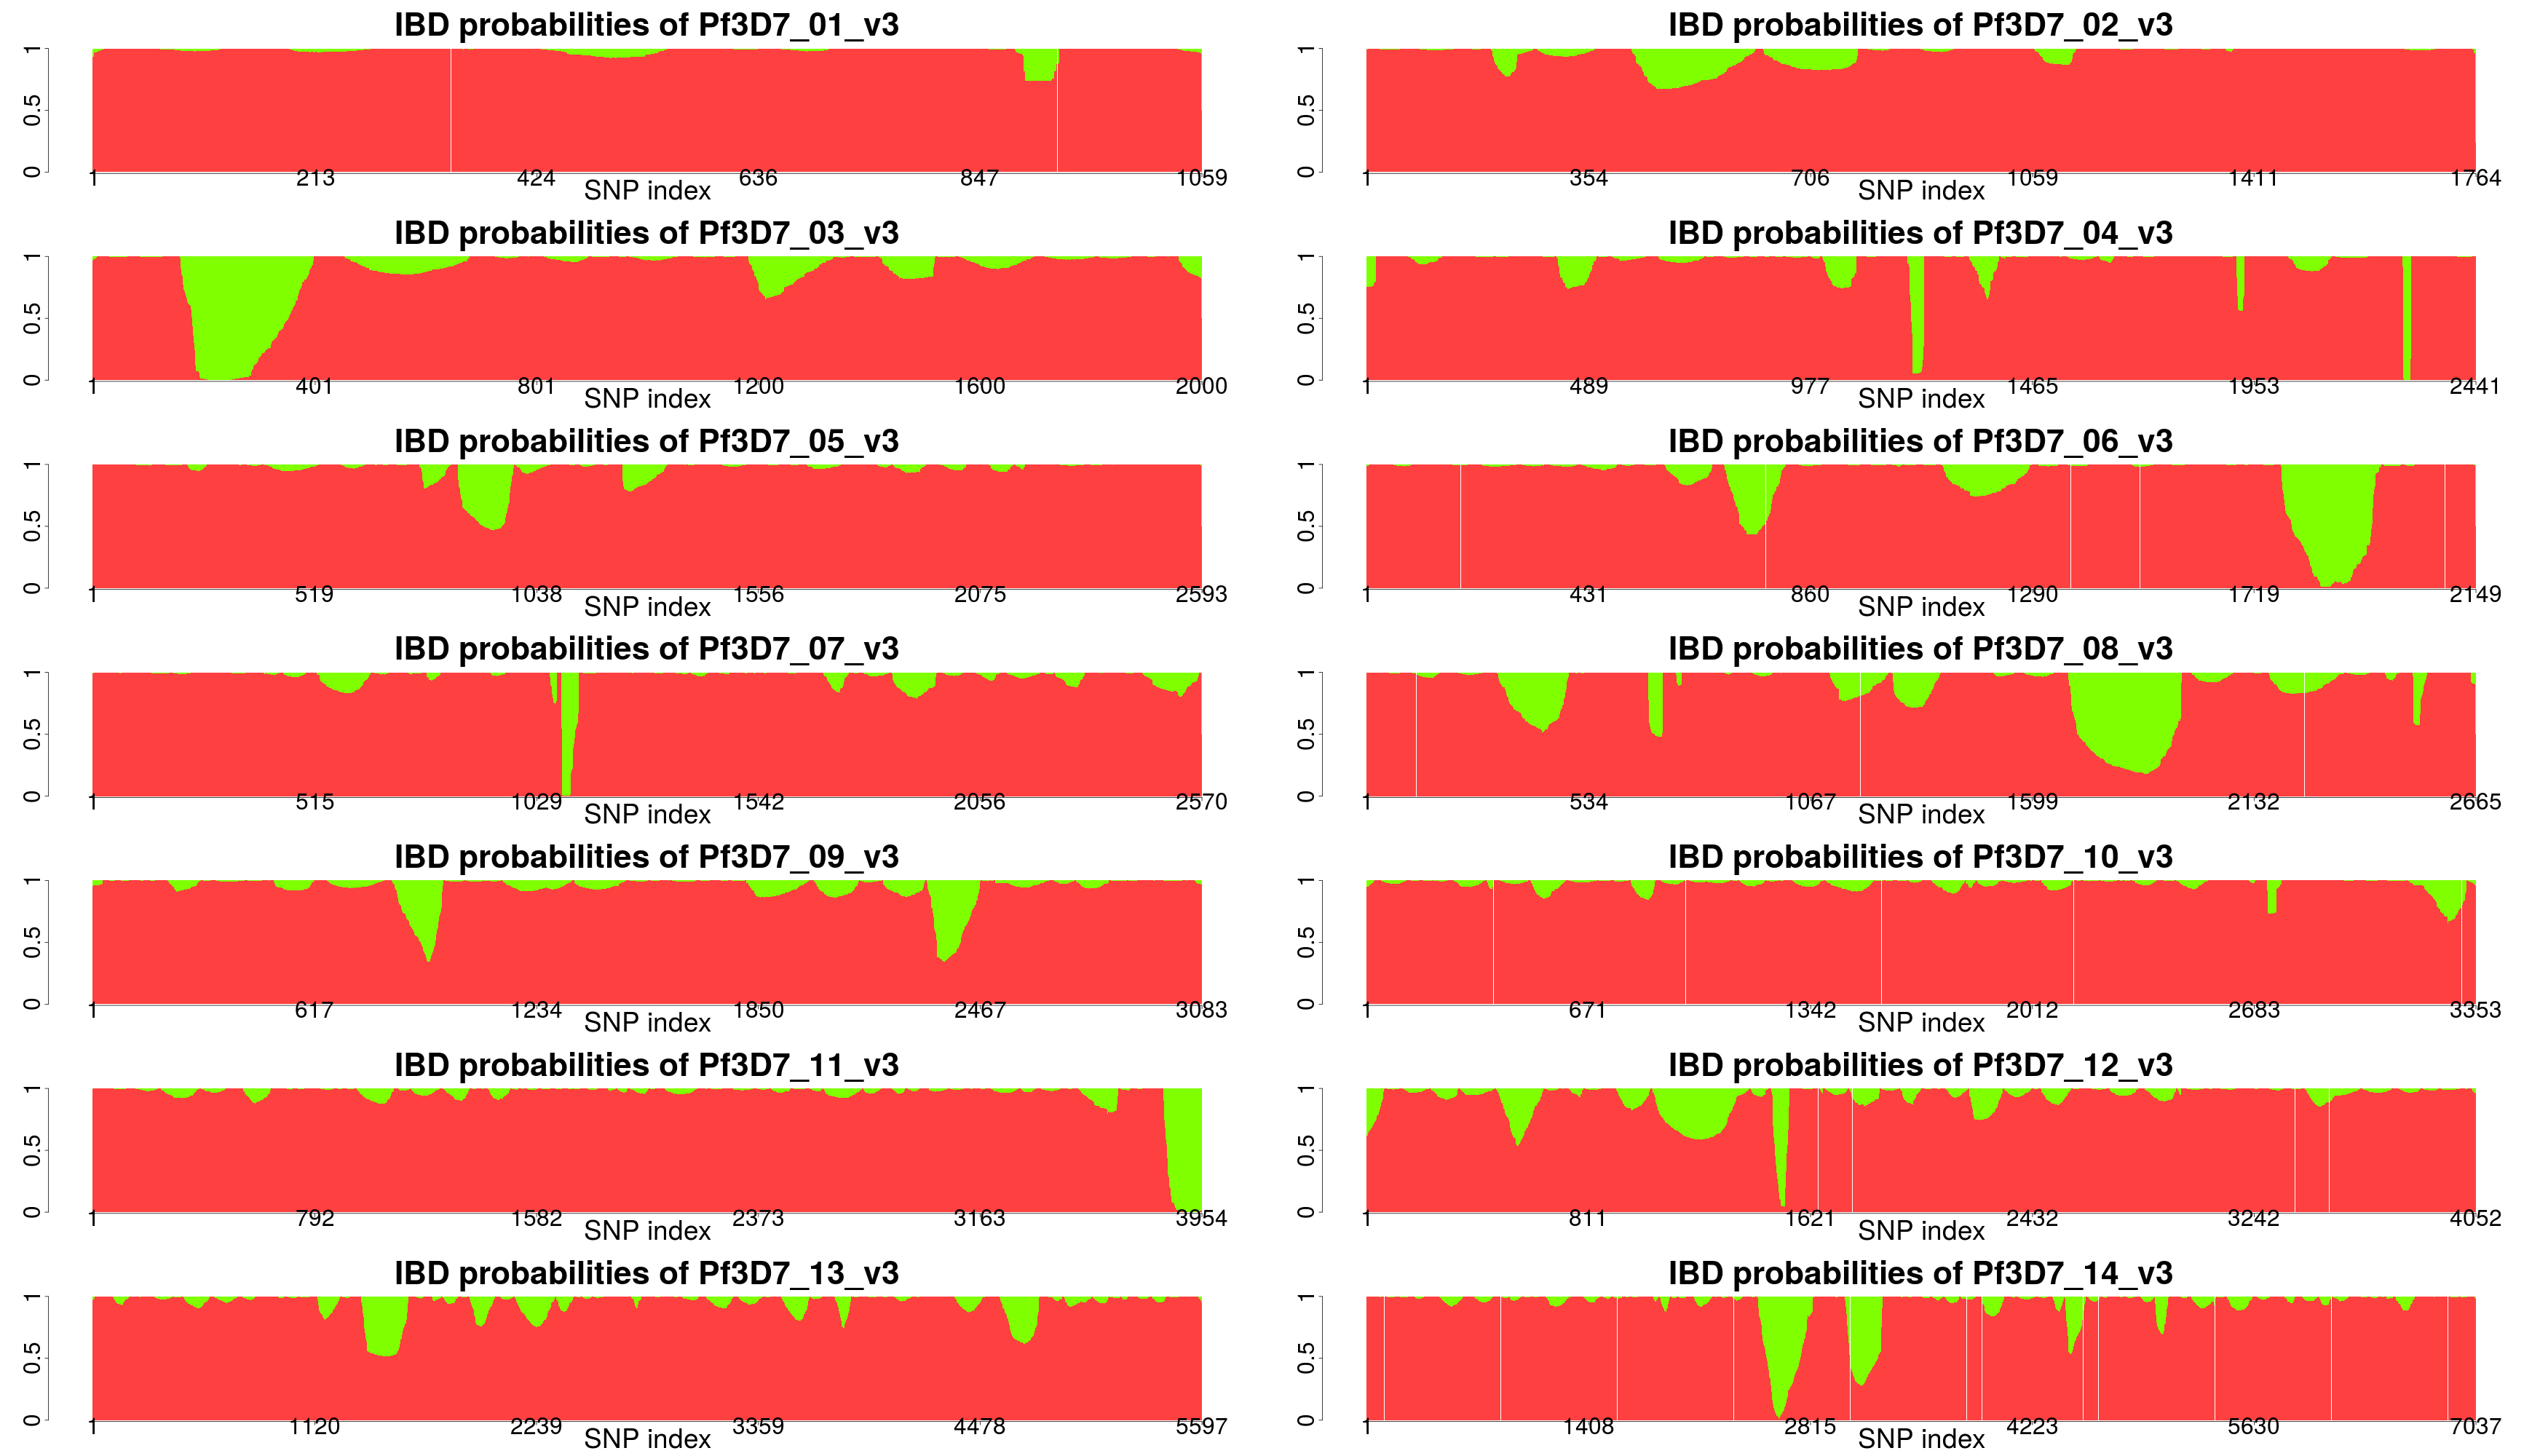 IBD probabilities of Pf3D7_01_v3
0 0.5 1
1 213 424 636 847 1059
SNP index
IBD probabilities of Pf3D7_02_v3
0 0.5 1
1 354 706 1059 1411 1764
SNP index
IBD probabilities of Pf3D7_03_v3
0 0.5 1
1 401 801 1200 1600 2000
SNP index
IBD probabilities of Pf3D7_04_v3
0 0.5 1
1 489 977 1465 1953 2441
SNP index
IBD probabilities of Pf3D7_05_v3
0 0.5 1
1 519 1038 1556 2075 2593
SNP index
IBD probabilities of Pf3D7_06_v3
0 0.5 1
1 431 860 1290 1719 2149
SNP index
IBD probabilities of Pf3D7_07_v3
0 0.5 1
1 515 1029 1542 2056 2570
SNP index
IBD probabilities of Pf3D7_08_v3
0 0.5 1
1 534 1067 1599 2132 2665
SNP index
IBD probabilities of Pf3D7_09_v3
0 0.5 1
1 617 1234 1850 2467 3083
SNP index
IBD probabilities of Pf3D7_10_v3
0 0.5 1
1 671 1342 2012 2683 3353
SNP index
IBD probabilities of Pf3D7_11_v3
0 0.5 1
1 792 1582 2373 3163 3954
SNP index
IBD probabilities of Pf3D7_12_v3
0 0.5 1
1 811 1621 2432 3242 4052
SNP index
IBD probabilities of Pf3D7_13_v3
0 0.5 1
1 1120 2239 3359 4478 5597
SNP index
IBD probabilities of Pf3D7_14_v3
0 0.5 1
1 1408 2815 4223 5630 7037
SNP index